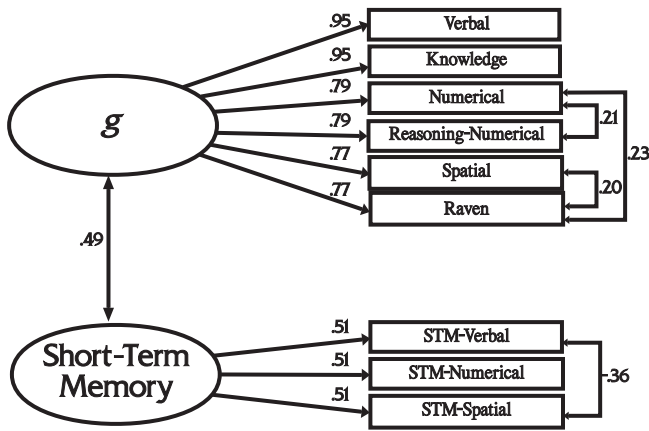 .95
Verbal
.95
Knowledge
g
.79
Numerical
.21
.79
Reasoning-Numerical
.23
.77
Spatial
.20
.77
Raven
.49
.51
STM-Verbal
Short-Term
Memory
.51
STM-Numerical
-.36
.51
STM-Spatial